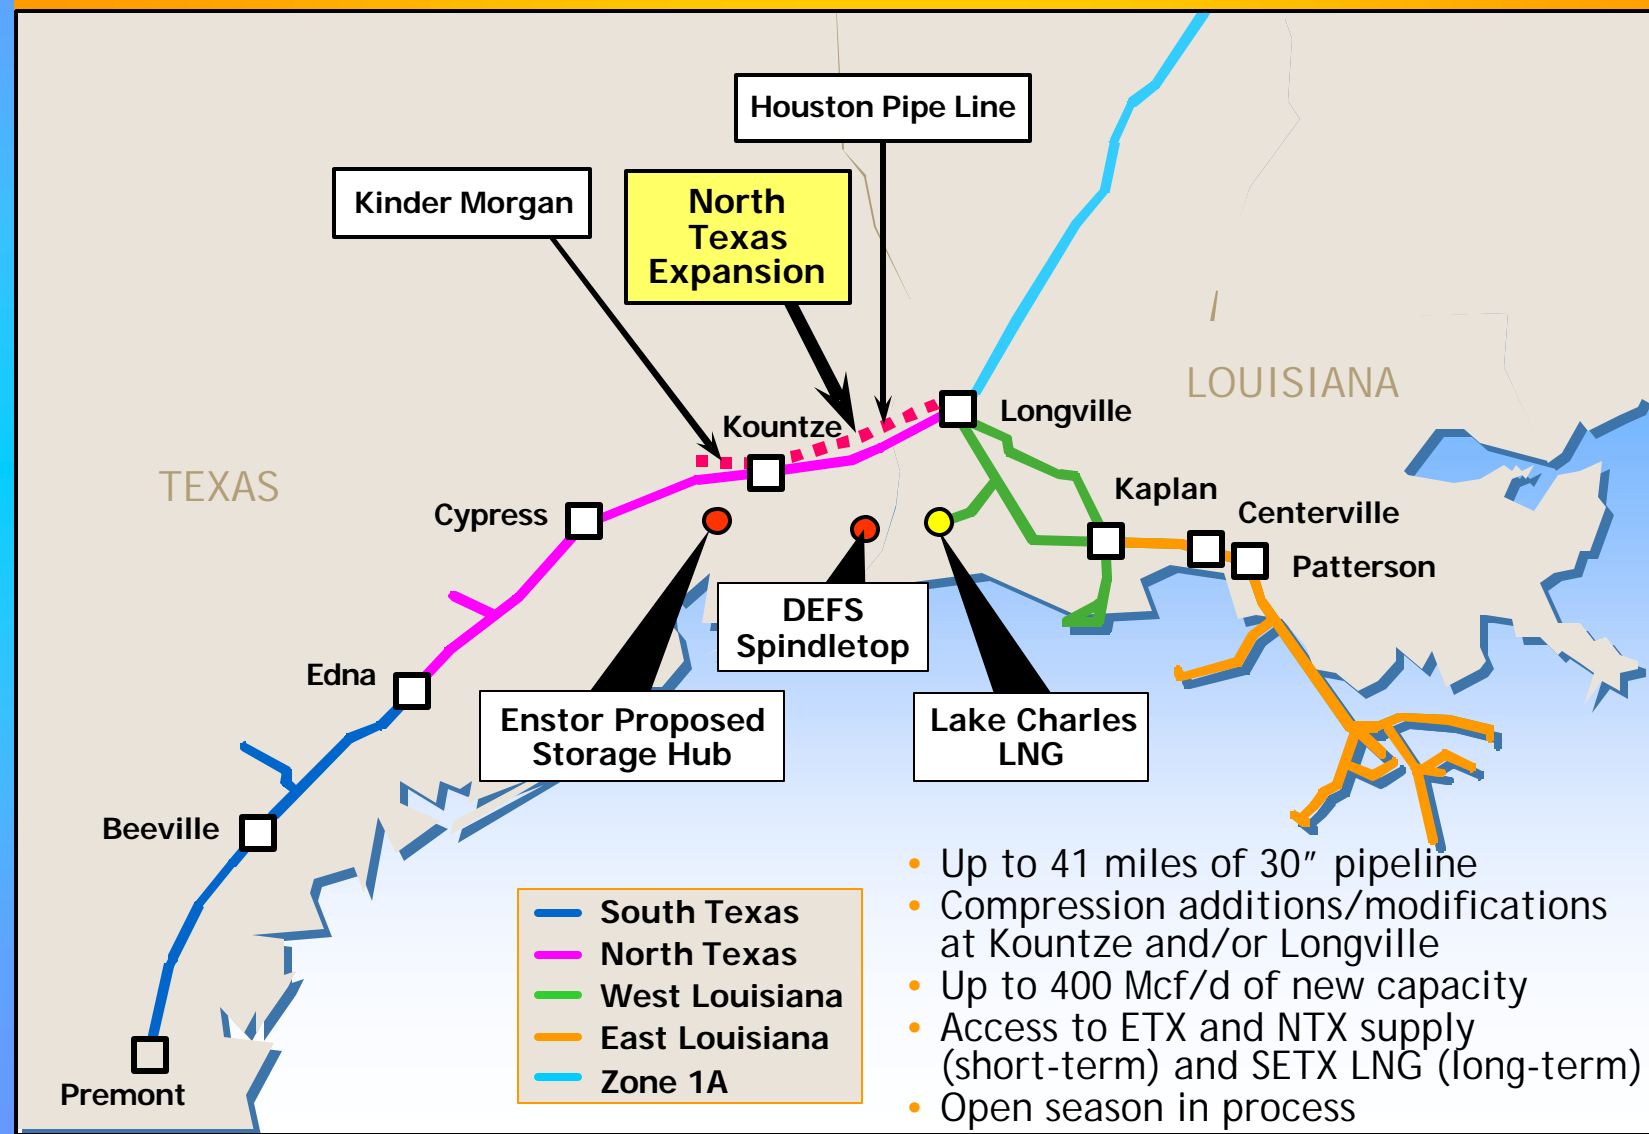 Houston Pipe Line
Kinder Morgan
North
Texas
Expansion
LOUISIANA
Longville
Kountze
TEXAS
Kaplan
Cypress
Centerville
Patterson
DEFS
Spindletop
Edna
Enstor Proposed
Storage Hub
Lake Charles
LNG
Beeville
• Up to 41 miles of 30″ pipeline
• Compression additions/modifications
at Kountze and/or Longville
• Up to 400 Mcf/d of new capacity
• Access to ETX and NTX supply
(short-term) and SETX LNG (long-term)
• Open season in process
South Texas
North Texas
West Louisiana
East Louisiana
Zone 1A
Premont